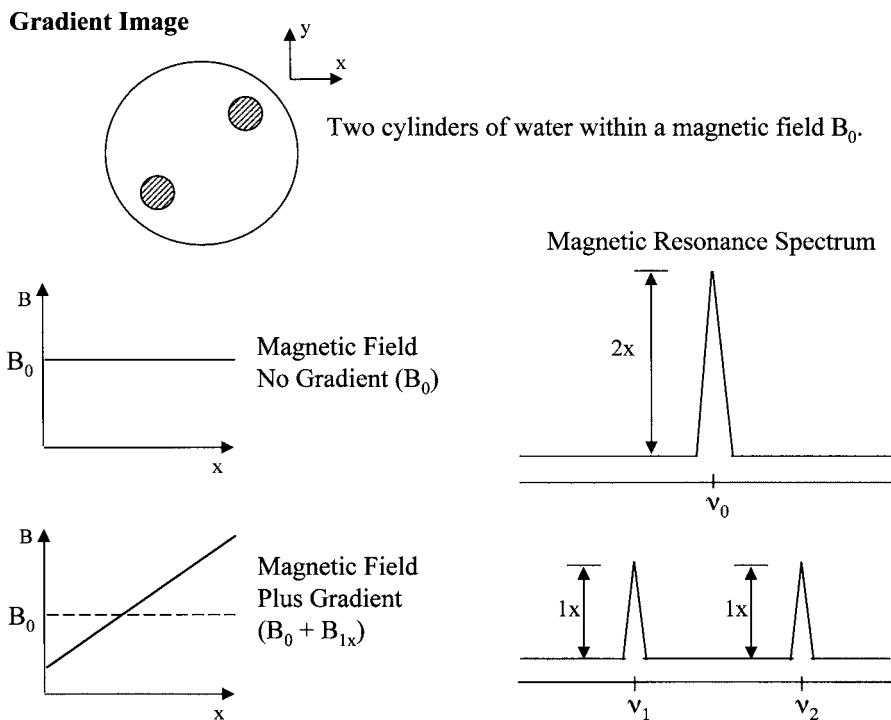 Gradient Image
y
x
Two cylinders of water within a magnetic field B₀.
Magnetic Resonance Spectrum
B
B₀
Magnetic Field
No Gradient (B₀)
x
2x
ν₀
B
B₀
Magnetic Field
Plus Gradient
(B₀ + B₁ₓ)
x
1x
1x
ν₁
ν₂